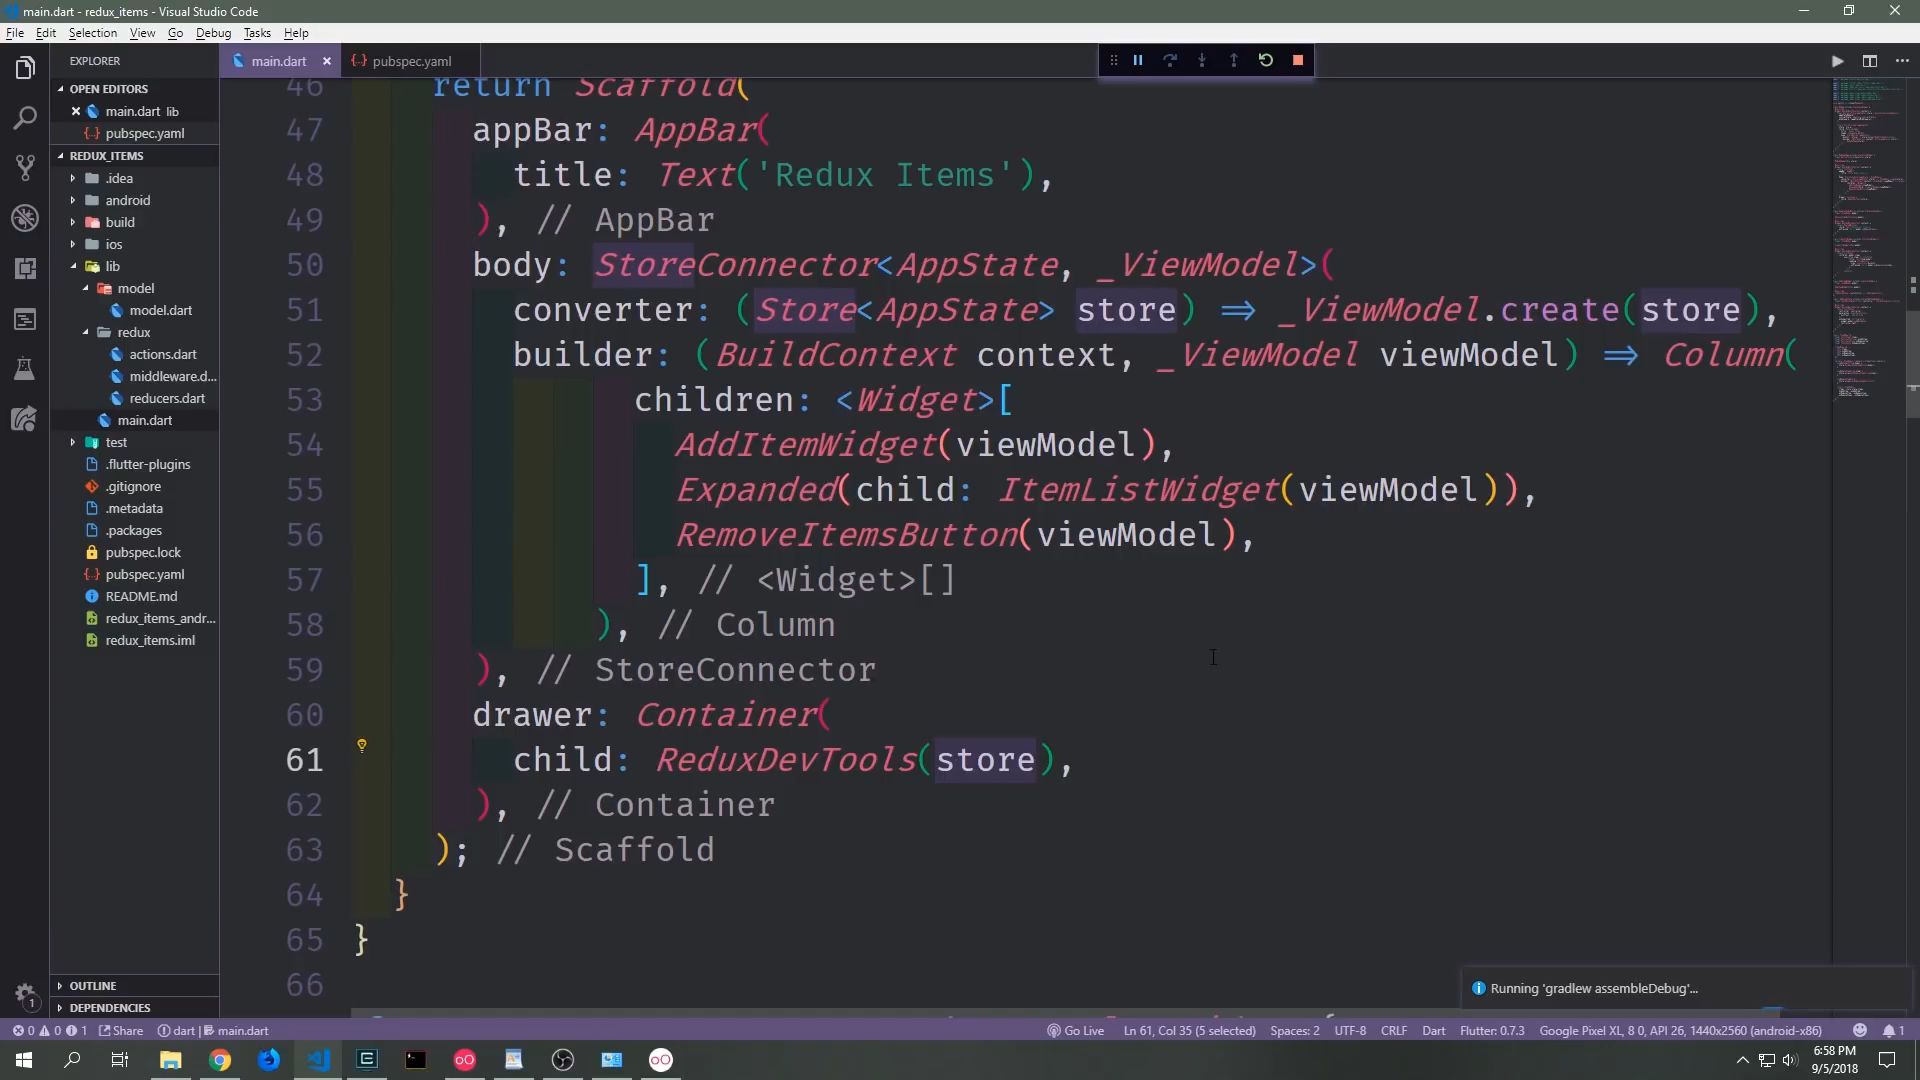 main.dart - redux_items - Visual Studio Code
File Edit Selection View Go Debug Tasks Help
EXPLORER
main.dart ×
{..} pubspec.yaml
OPEN EDITORS
× main.dart lib
{..} pubspec.yaml
REDUX_ITEMS
.idea
android
build
ios
lib
model
model.dart
redux
actions.dart
middleware.d...
reducers.dart
main.dart
test
.flutter-plugins
.gitignore
.metadata
.packages
pubspec.lock
{..} pubspec.yaml
README.md
redux_items_andr...
redux_items.iml
OUTLINE
DEPENDENCIES
46 return Scaffold(
47 appBar: AppBar(
48 title: Text('Redux Items'),
49 ), // AppBar
50 body: StoreConnector<AppState, _ViewModel>(
51 converter: (Store<AppState> store) => _ViewModel.create(store),
52 builder: (BuildContext context, _ViewModel viewModel) => Column(
53 children: <Widget>[
54 AddItemWidget(viewModel),
55 Expanded(child: ItemListWidget(viewModel)),
56 RemoveItemsButton(viewModel),
57 ], // <Widget>[]
58 ), // Column
59 ), // StoreConnector
60 drawer: Container(
61 child: ReduxDevTools(store),
62 ), // Container
63 ); // Scaffold
64 }
65 }
66
Running 'gradlew assembleDebug'...
1
0 0 1 Share dart | main.dart
Go Live Ln 61, Col 35 (5 selected) Spaces: 2 UTF-8 CRLF Dart Flutter: 0.7.3 Google Pixel XL, 8 0, API 26, 1440x2560 (android-x86) 1
6:58 PM
9/5/2018